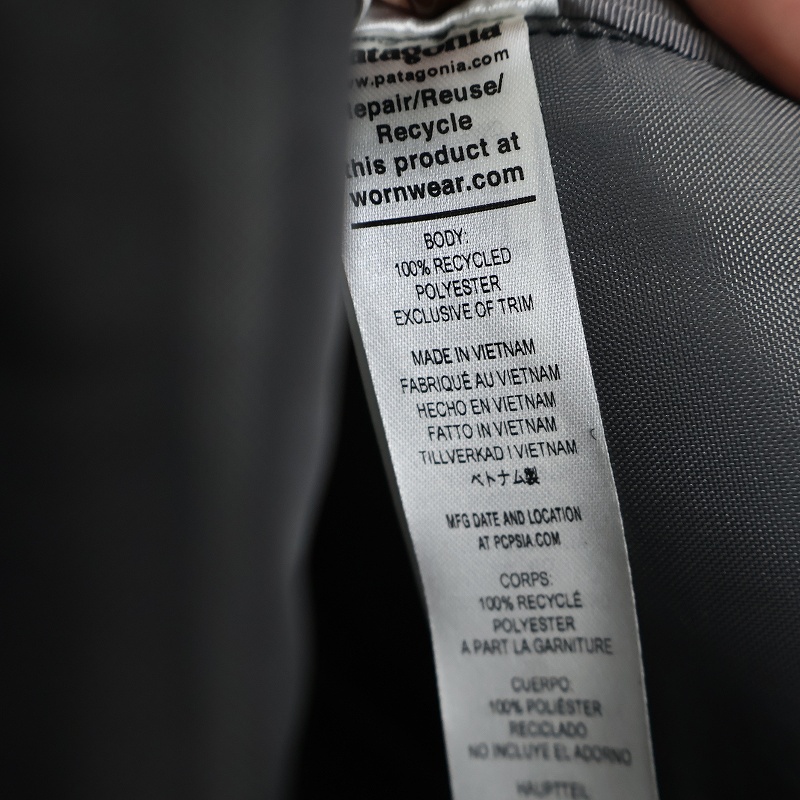 atagonia
w.patagonia.com
epair/Reuse/
Recycle
this product at
wornwear.com
BODY:
100% RECYCLED
POLYESTER
EXCLUSIVE OF TRIM
MADE IN VIETNAM
FABRIQUÉ AU VIETNAM
HECHO EN VIETNAM
FATTO IN VIETNAM
TILLVERKAD I VIETNAM
ベトナム製
MFG DATE AND LOCATION
AT PCPSIA.COM
CORPS:
100% RECYCLÉ
POLYESTER
A PART LA GARNITURE
CUERPO:
100% POLIÉSTER
RECICLADO
NO INCLUYE EL ADORNO
HAUPTTEIL